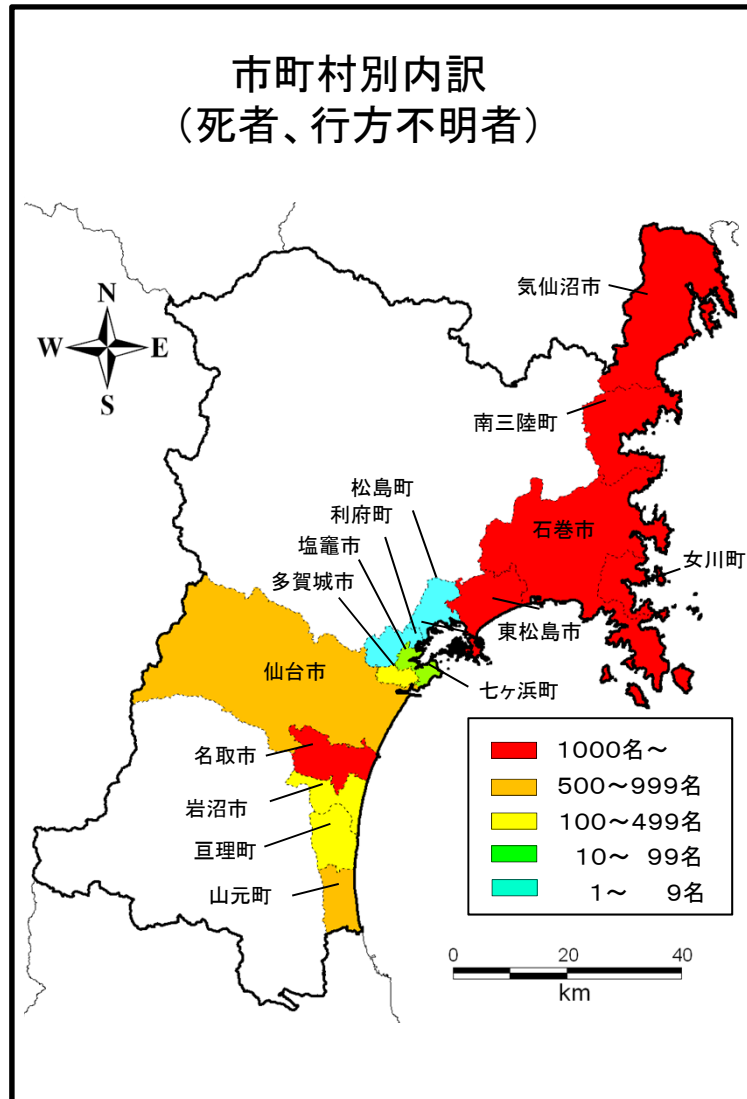 市町村別内訳
（死者、行方不明者）
N
W
E
S
気仙沼市
南三陸町
松島町
利府町
石巻市
塩竈市
女川町
多賀城市
東松島市
仙台市
七ヶ浜町
名取市
岩沼市
亘理町
山元町
1000名～
500～999名
100～499名
10～ 99名
1～ 9名
0 20 40
km